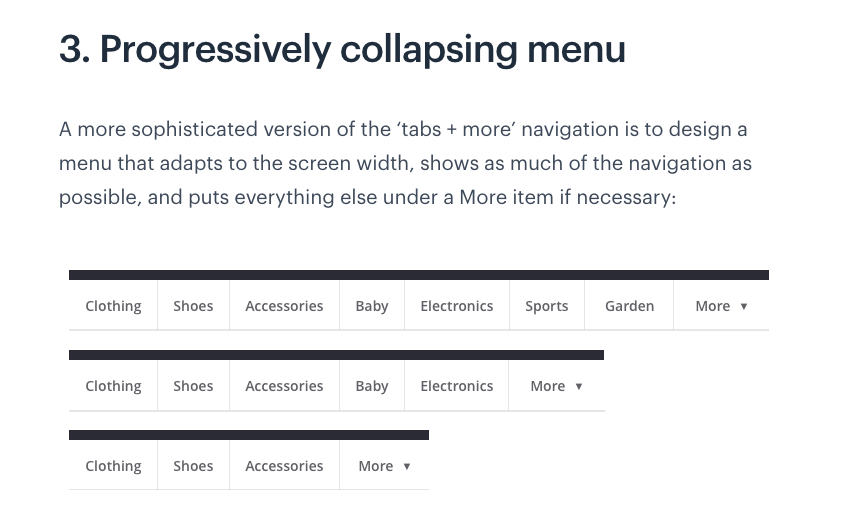 3. Progressively collapsing menu
A more sophisticated version of the ‘tabs + more’ navigation is to design a
menu that adapts to the screen width, shows as much of the navigation as
possible, and puts everything else under a More item if necessary:
Clothing Shoes Accessories Baby Electronics Sports Garden More ▼
Clothing Shoes Accessories Baby Electronics More ▼
Clothing Shoes Accessories More ▼